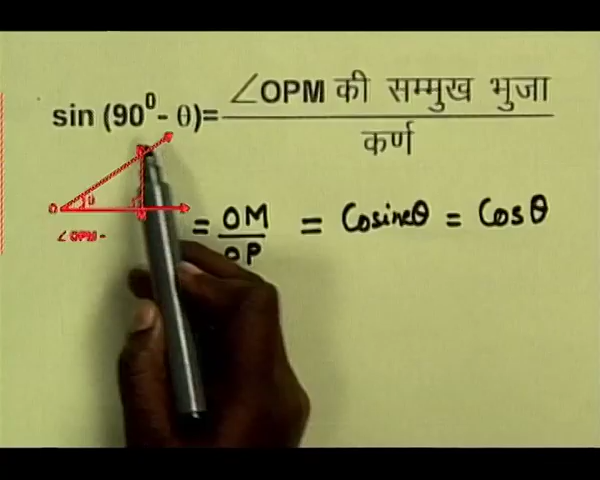 sin (90⁰- θ)= ∠OPM की सम्मुख भुजा
कर्ण
O θ
∠ OPM -
= OM = Cosineθ = Cosθ
OP